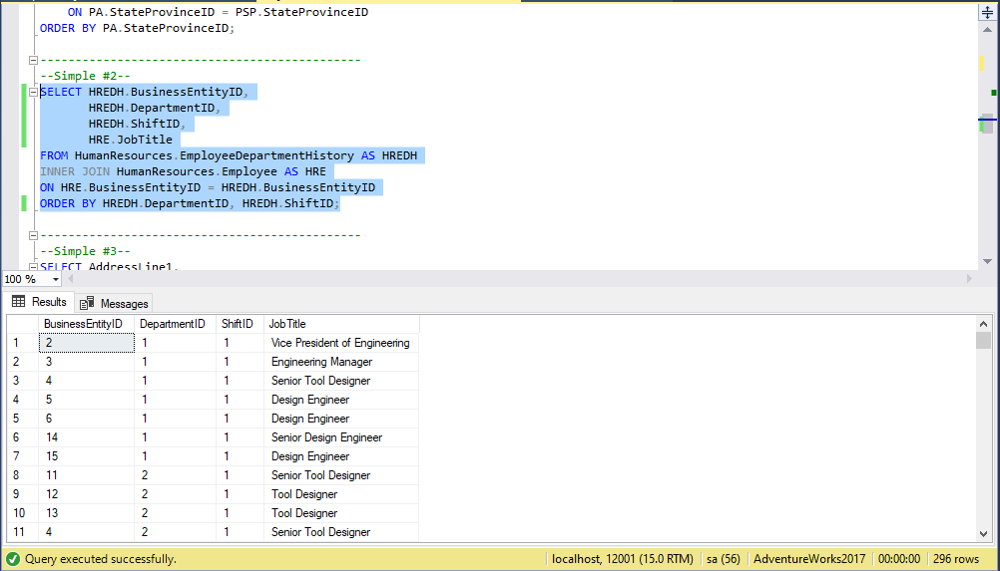 ON PA.StateProvinceID = PSP.StateProvinceID
ORDER BY PA.StateProvinceID;
----------------------------------------------
--Simple #2--
SELECT HREDH.BusinessEntityID,
HREDH.DepartmentID,
HREDH.ShiftID,
HRE.JobTitle
FROM HumanResources.EmployeeDepartmentHistory AS HREDH
INNER JOIN HumanResources.Employee AS HRE
ON HRE.BusinessEntityID = HREDH.BusinessEntityID
ORDER BY HREDH.DepartmentID, HREDH.ShiftID;
----------------------------------------------
--Simple #3--
SELECT AddressLine1,
100 %
Results Messages
BusinessEntityID DepartmentID ShiftID JobTitle
1 2 1 1 Vice President of Engineering
2 3 1 1 Engineering Manager
3 4 1 1 Senior Tool Designer
4 5 1 1 Design Engineer
5 6 1 1 Design Engineer
6 14 1 1 Senior Design Engineer
7 15 1 1 Design Engineer
8 11 2 1 Senior Tool Designer
9 12 2 1 Tool Designer
10 13 2 1 Tool Designer
11 4 2 1 Senior Tool Designer
Query executed successfully. localhost, 12001 (15.0 RTM) sa (56) AdventureWorks2017 00:00:00 296 rows